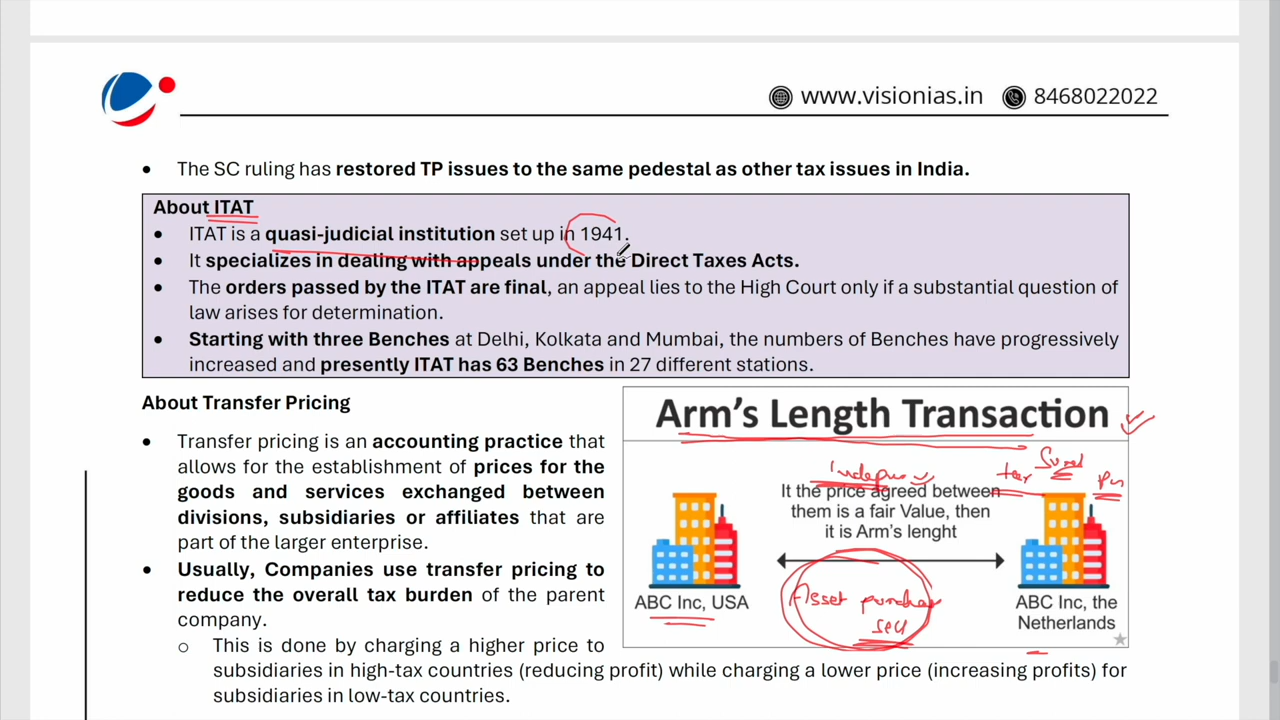 www.visionias.in 8468022022
• The SC ruling has restored TP issues to the same pedestal as other tax issues in India.
About ITAT
• ITAT is a quasi-judicial institution set up in 1941.
• It specializes in dealing with appeals under the Direct Taxes Acts.
• The orders passed by the ITAT are final, an appeal lies to the High Court only if a substantial question of
law arises for determination.
• Starting with three Benches at Delhi, Kolkata and Mumbai, the numbers of Benches have progressively
increased and presently ITAT has 63 Benches in 27 different stations.
About Transfer Pricing
• Transfer pricing is an accounting practice that
allows for the establishment of prices for the
goods and services exchanged between
divisions, subsidiaries or affiliates that are
part of the larger enterprise.
• Usually, Companies use transfer pricing to
reduce the overall tax burden of the parent
company.
o This is done by charging a higher price to
subsidiaries in high-tax countries (reducing profit) while charging a lower price (increasing profits) for
subsidiaries in low-tax countries.
Arm's Length Transaction
tax
It the price agreed between
them is a fair Value, then
it is Arm's lenght
Asset purchase
sell
ABC Inc, USA
ABC Inc, the
Netherlands